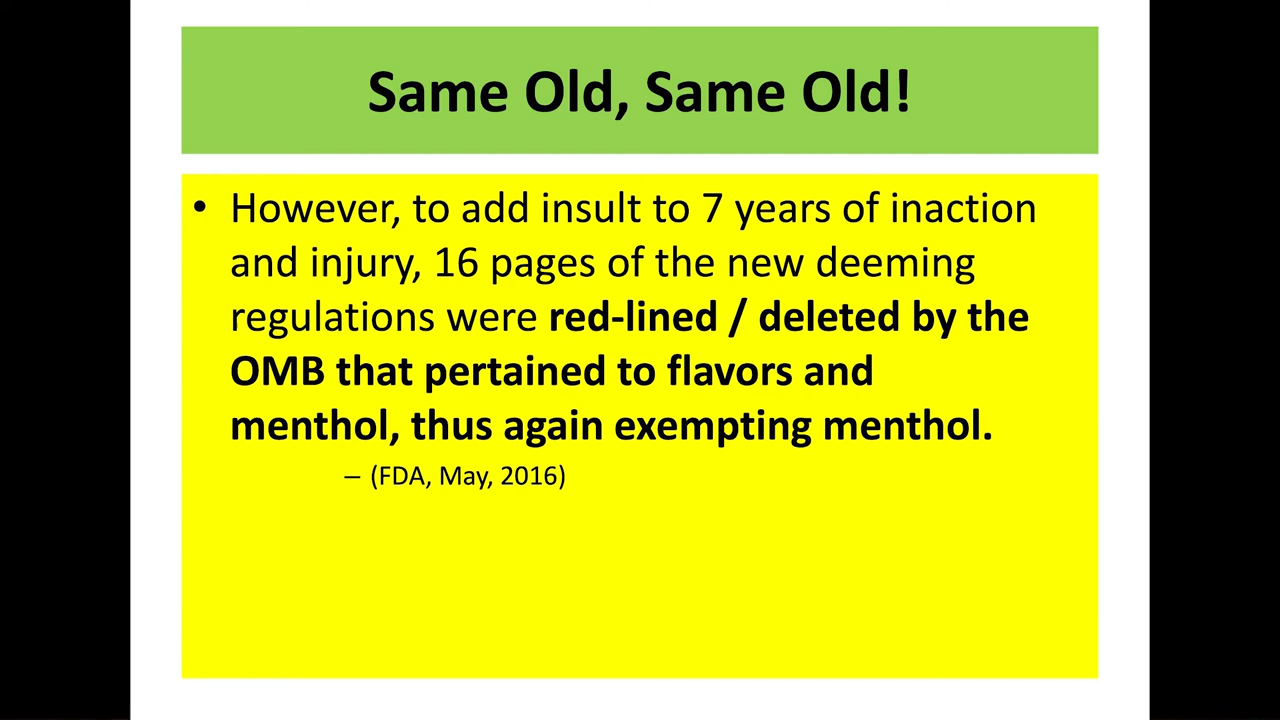 Same Old, Same Old!
• However, to add insult to 7 years of inaction
and injury, 16 pages of the new deeming
regulations were red-lined / deleted by the
OMB that pertained to flavors and
menthol, thus again exempting menthol.
– (FDA, May, 2016)